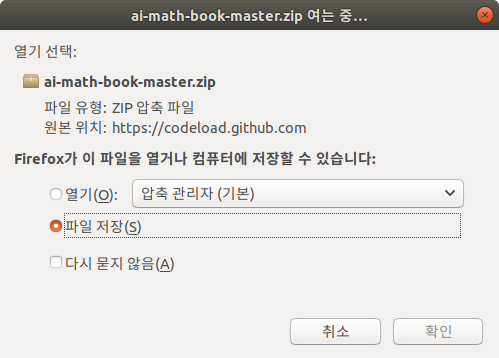 ai-math-book-master.zip 여는 중…
열기 선택:
ai-math-book-master.zip
파일 유형: ZIP 압축 파일
원본 위치: https://codeload.github.com
Firefox가 이 파일을 열거나 컴퓨터에 저장할 수 있습니다:
열기(O): 압축 관리자 (기본)
파일 저장(S)
다시 묻지 않음(A)
취소 확인